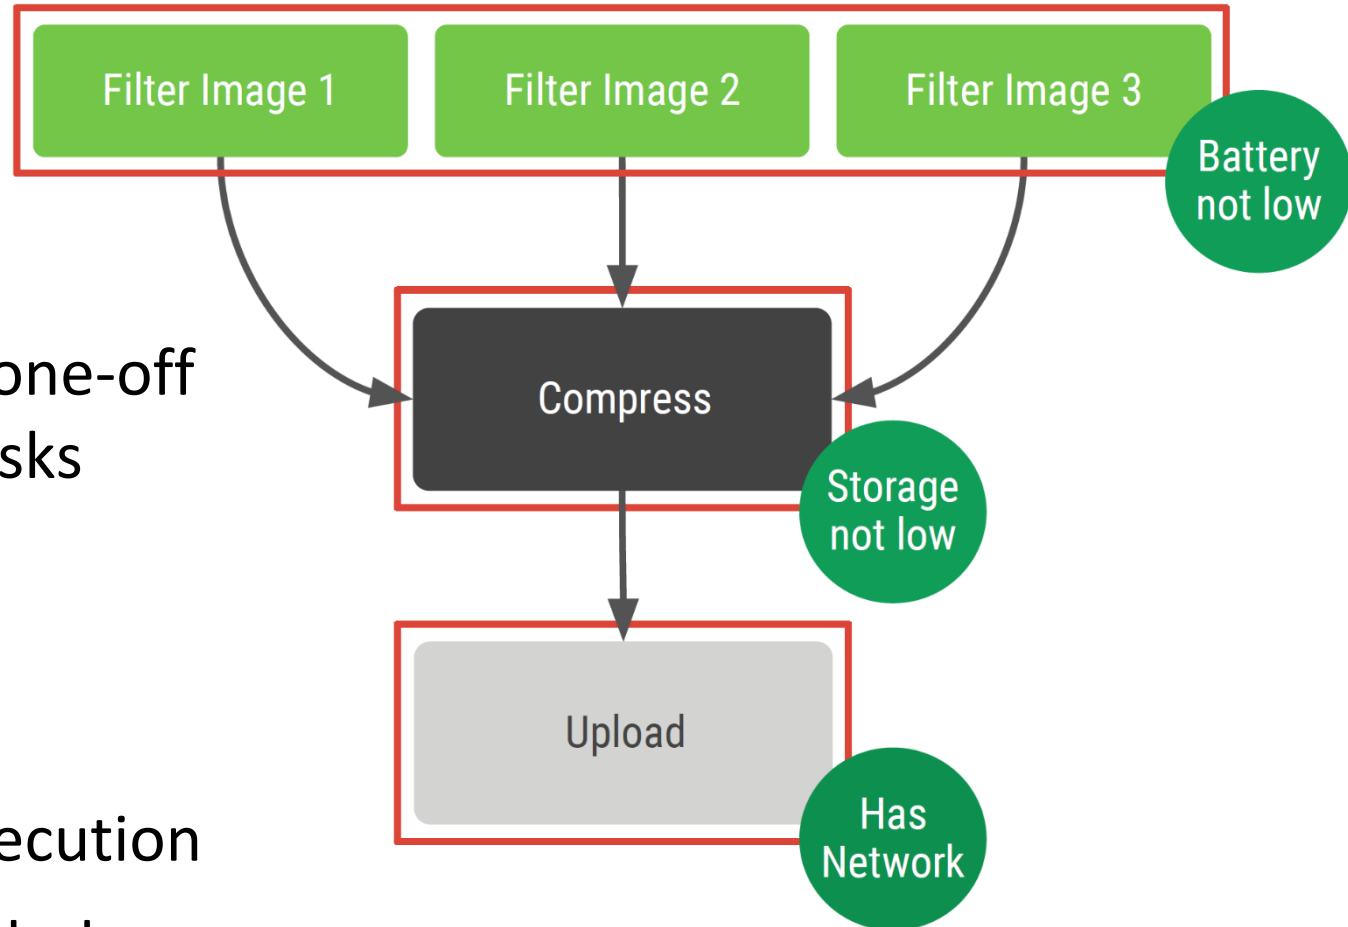 Filter Image 1
Filter Image 2
Filter Image 3
Battery
not low
one-off
sks
Compress
Storage
not low
Upload
Has
Network
ecution